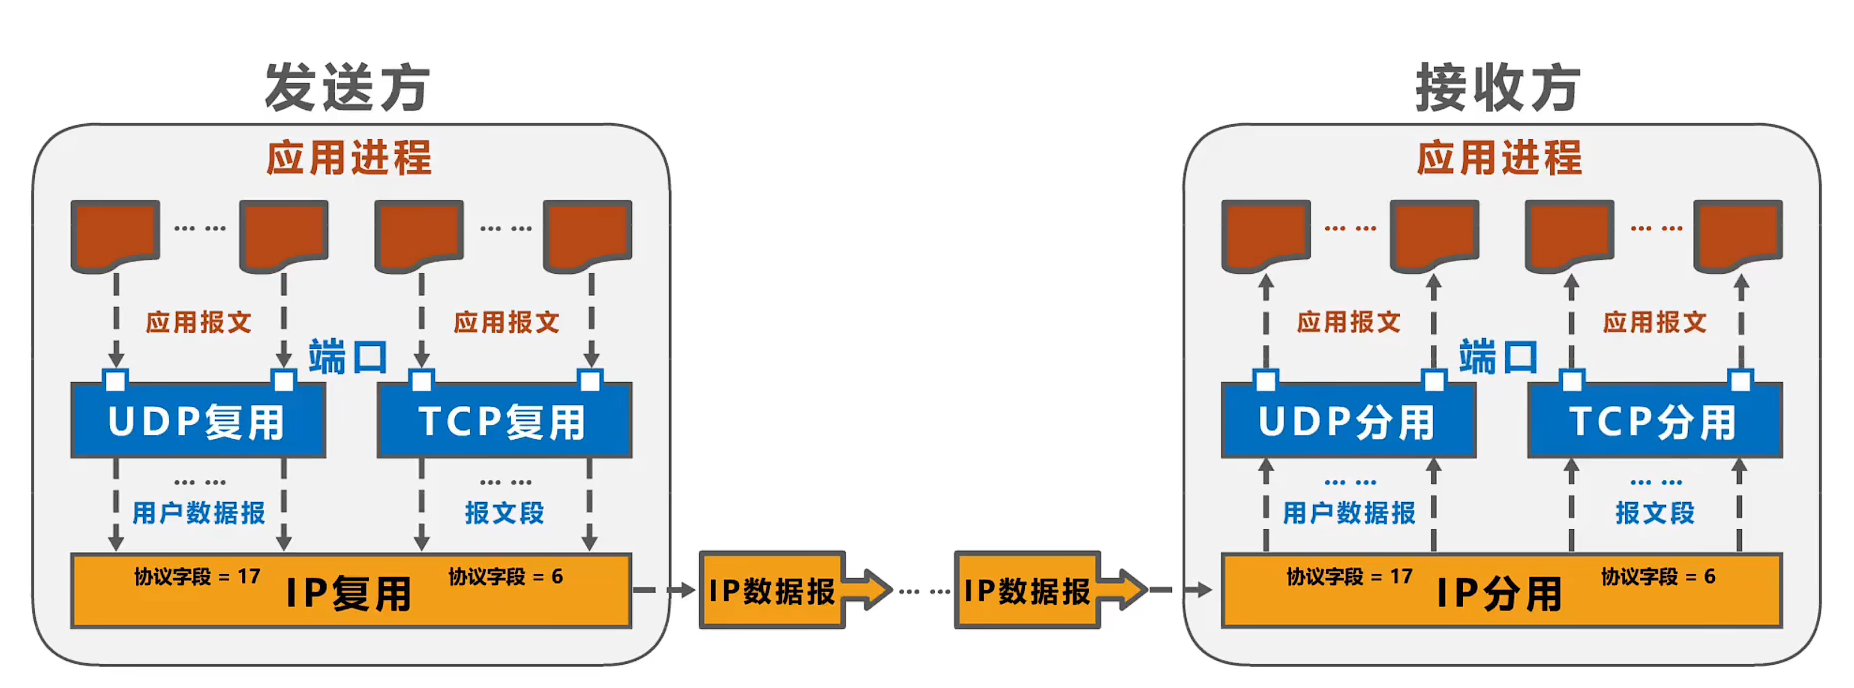 发送方
应用进程
… … … …
应用报文 应用报文
端口
UDP复用 TCP复用
… … … …
用户数据报 报文段
协议字段 = 17 IP复用 协议字段 = 6
IP数据报 … … IP数据报
接收方
应用进程
… … … …
应用报文 应用报文
端口
UDP分用 TCP分用
… … … …
用户数据报 报文段
协议字段 = 17 IP分用 协议字段 = 6